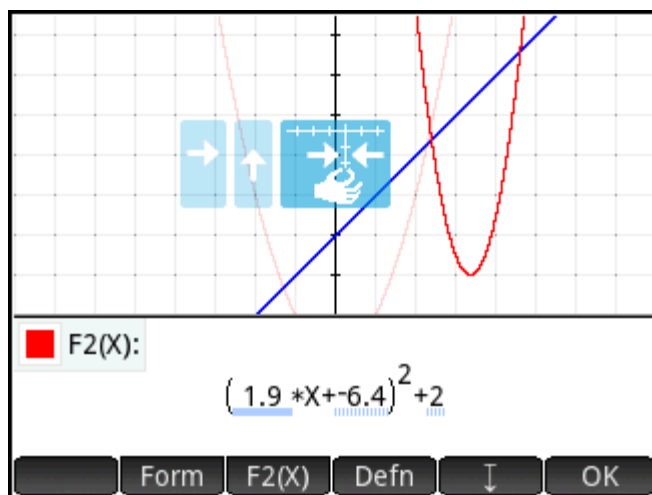 F2(X):
(1.9*X+-6.4)²+2
Form F2(X) Defn ↧ OK